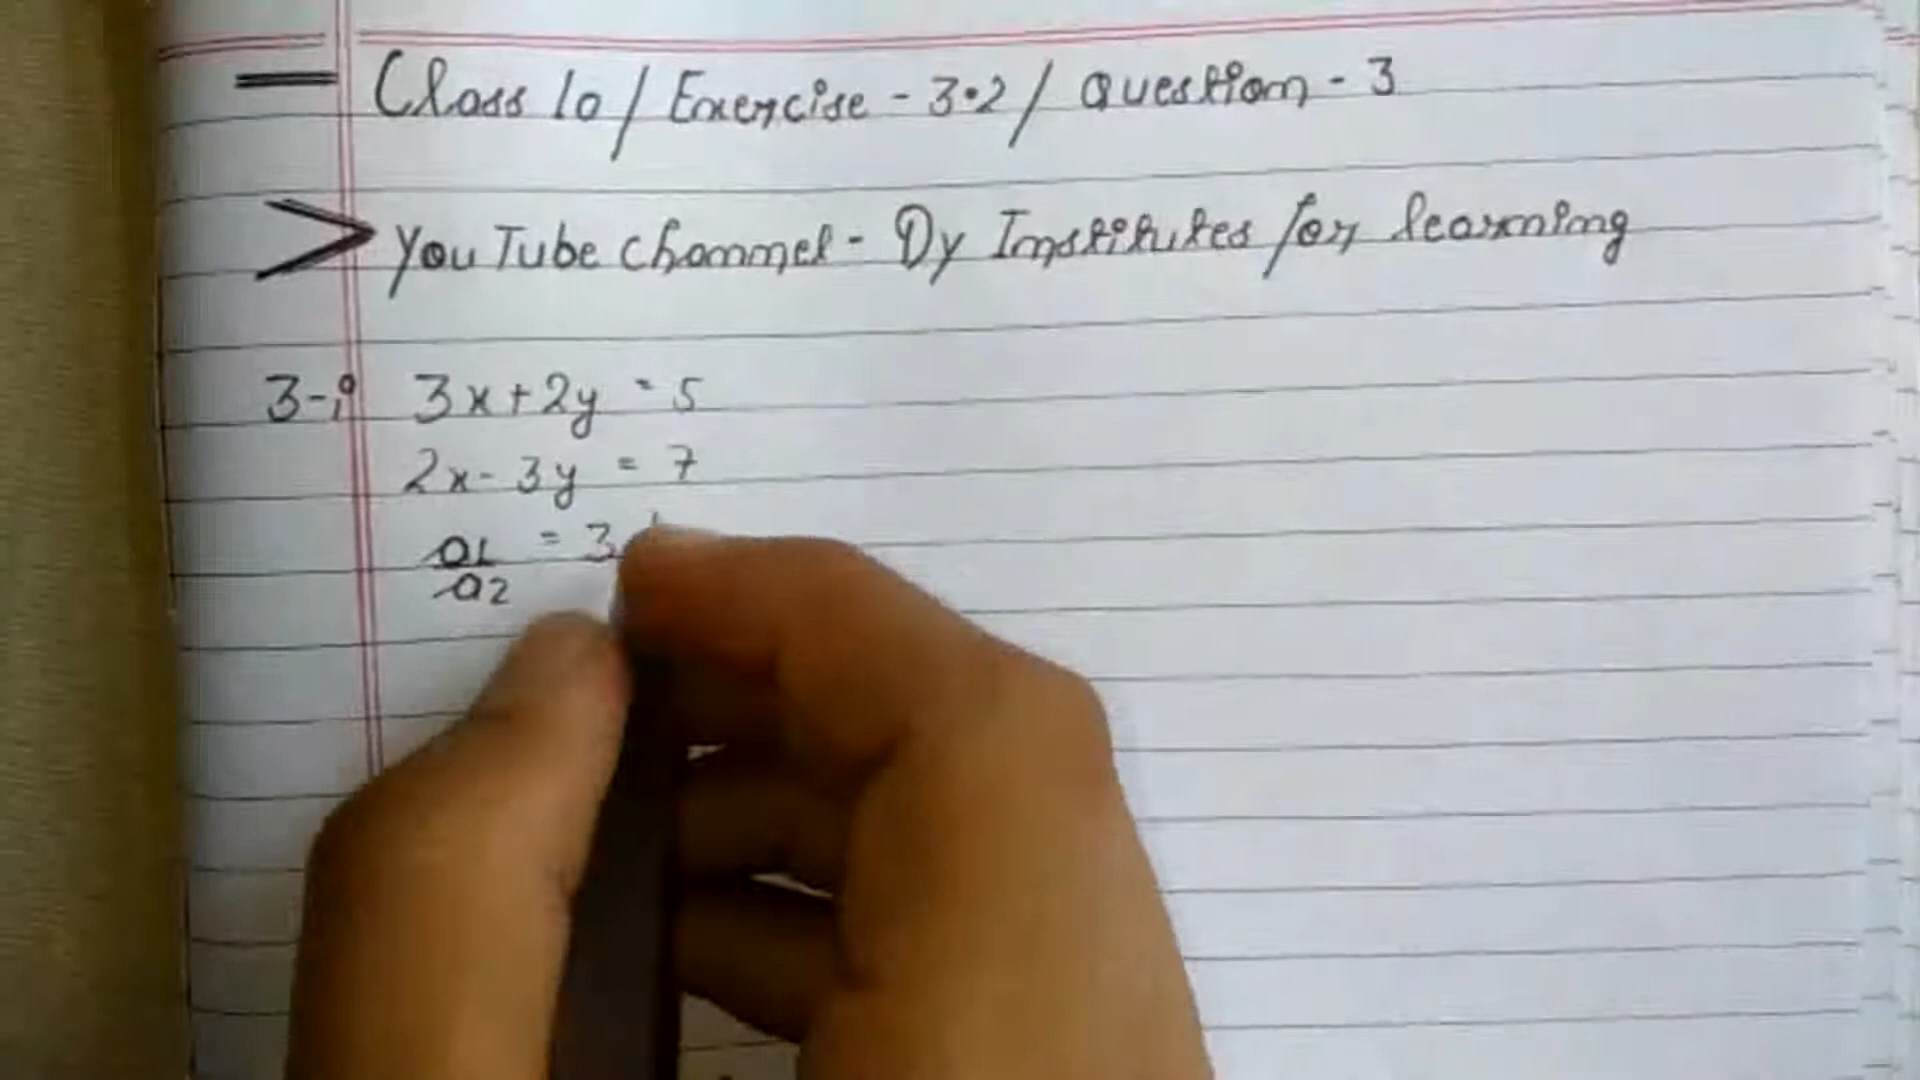 Class 10 / Exercise - 3.2 / Question - 3
> YouTube channel - Dy Institutes for learning
3-i 3x + 2y = 5
2x - 3y = 7
a1/a2 = 3